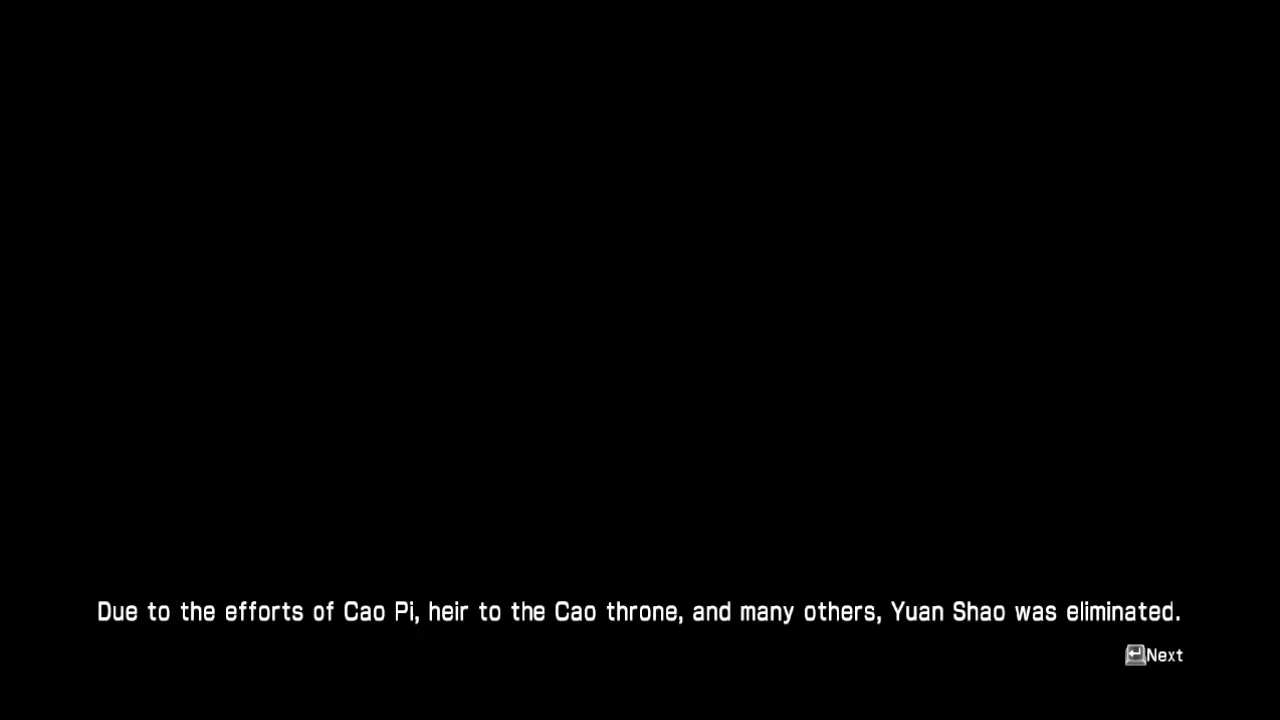 Due to the efforts of Cao Pi, heir to the Cao throne, and many others, Yuan Shao was eliminated.
Next